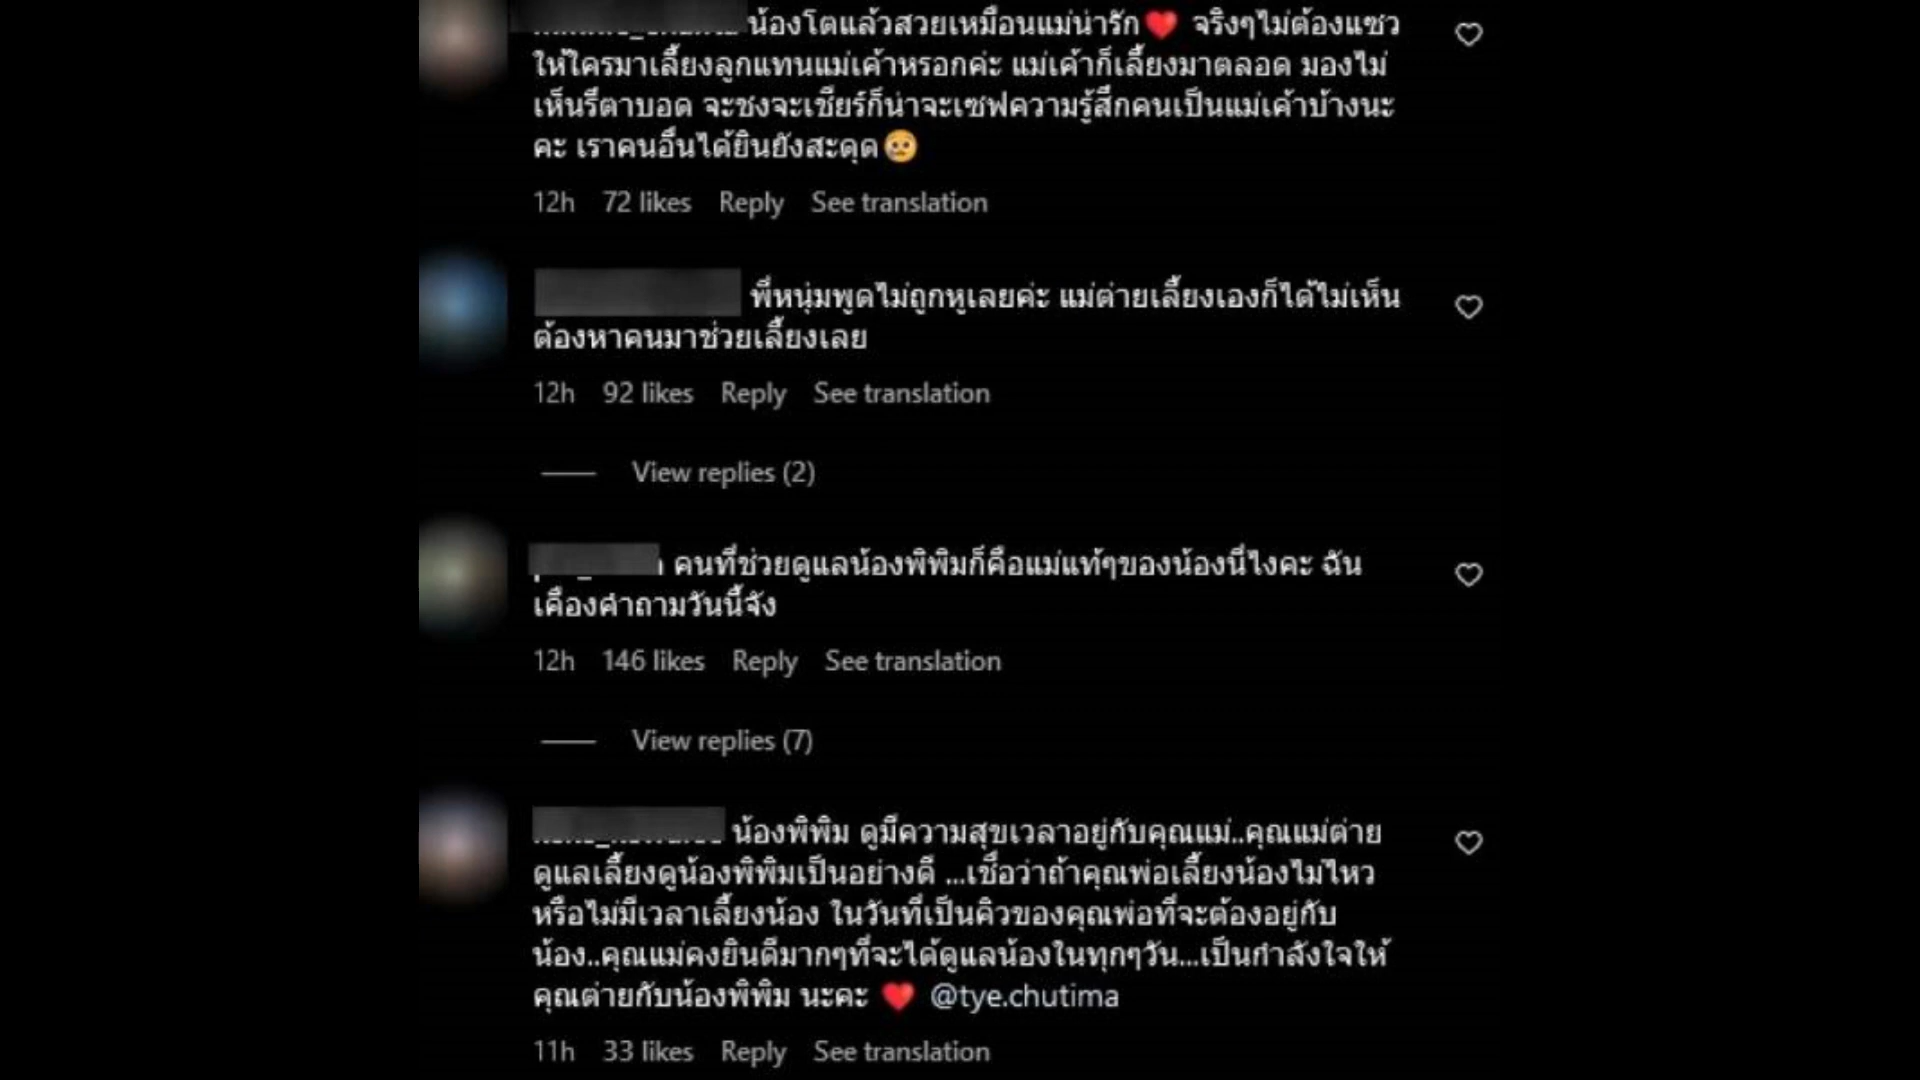 น้องโตแล้วสวยเหมือนแม่น่ารัก❤️ จริงๆไม่ต้องแซว
ให้ใครมาเลี้ยงลูกแทนแม่เค้าหรอกค่ะ แม่เค้าก็เลี้ยงมาตลอด มองไม่
เห็นรึตาบอด จะชงจะเชียร์ก็น่าจะเซฟความรู้สึกคนเป็นแม่เค้าบ้างนะ
คะ เราคนอื่นได้ยินยังสะดุด🥲
12h 72 likes Reply See translation
พี่หนุ่มพูดไม่ถูกหูเลยค่ะ แม่ต่ายเลี้ยงเองก็ได้ไม่เห็น
ต้องหาคนมาช่วยเลี้ยงเลย
12h 92 likes Reply See translation
View replies (2)
คนที่ช่วยดูแลน้องพิพิมก็คือแม่แท้ๆของน้องนี่ไงคะ ฉัน
เคืองคำถามวันนี้จัง
12h 146 likes Reply See translation
View replies (7)
น้องพิพิม ดูมีความสุขเวลาอยู่กับคุณแม่..คุณแม่ต่าย
ดูแลเลี้ยงดูน้องพิพิมเป็นอย่างดี ...เชื่อว่าถ้าคุณพ่อเลี้ยงน้องไม่ไหว
หรือไม่มีเวลาเลี้ยงน้อง ในวันที่เป็นคิวของคุณพ่อที่จะต้องอยู่กับ
น้อง..คุณแม่คงยินดีมากๆที่จะได้ดูแลน้องในทุกๆวัน...เป็นกำลังใจให้
คุณต่ายกับน้องพิพิม นะคะ ❤️ @tye.chutima
11h 33 likes Reply See translation